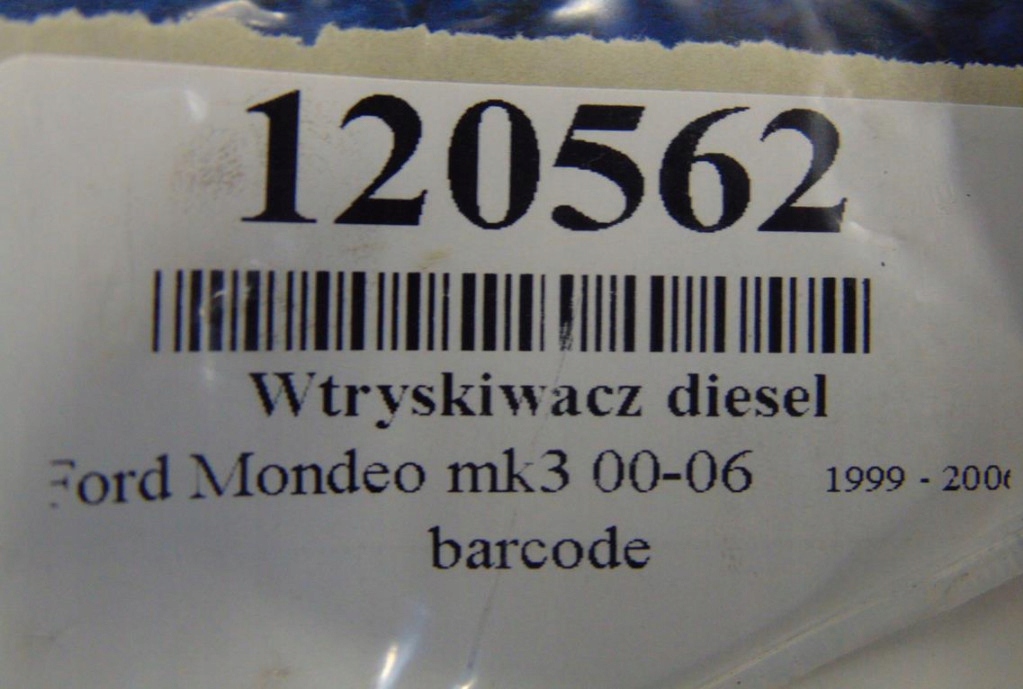 120562
Wtryskiwacz diesel
Ford Mondeo mk3 00-06 1999 - 2006
barcode